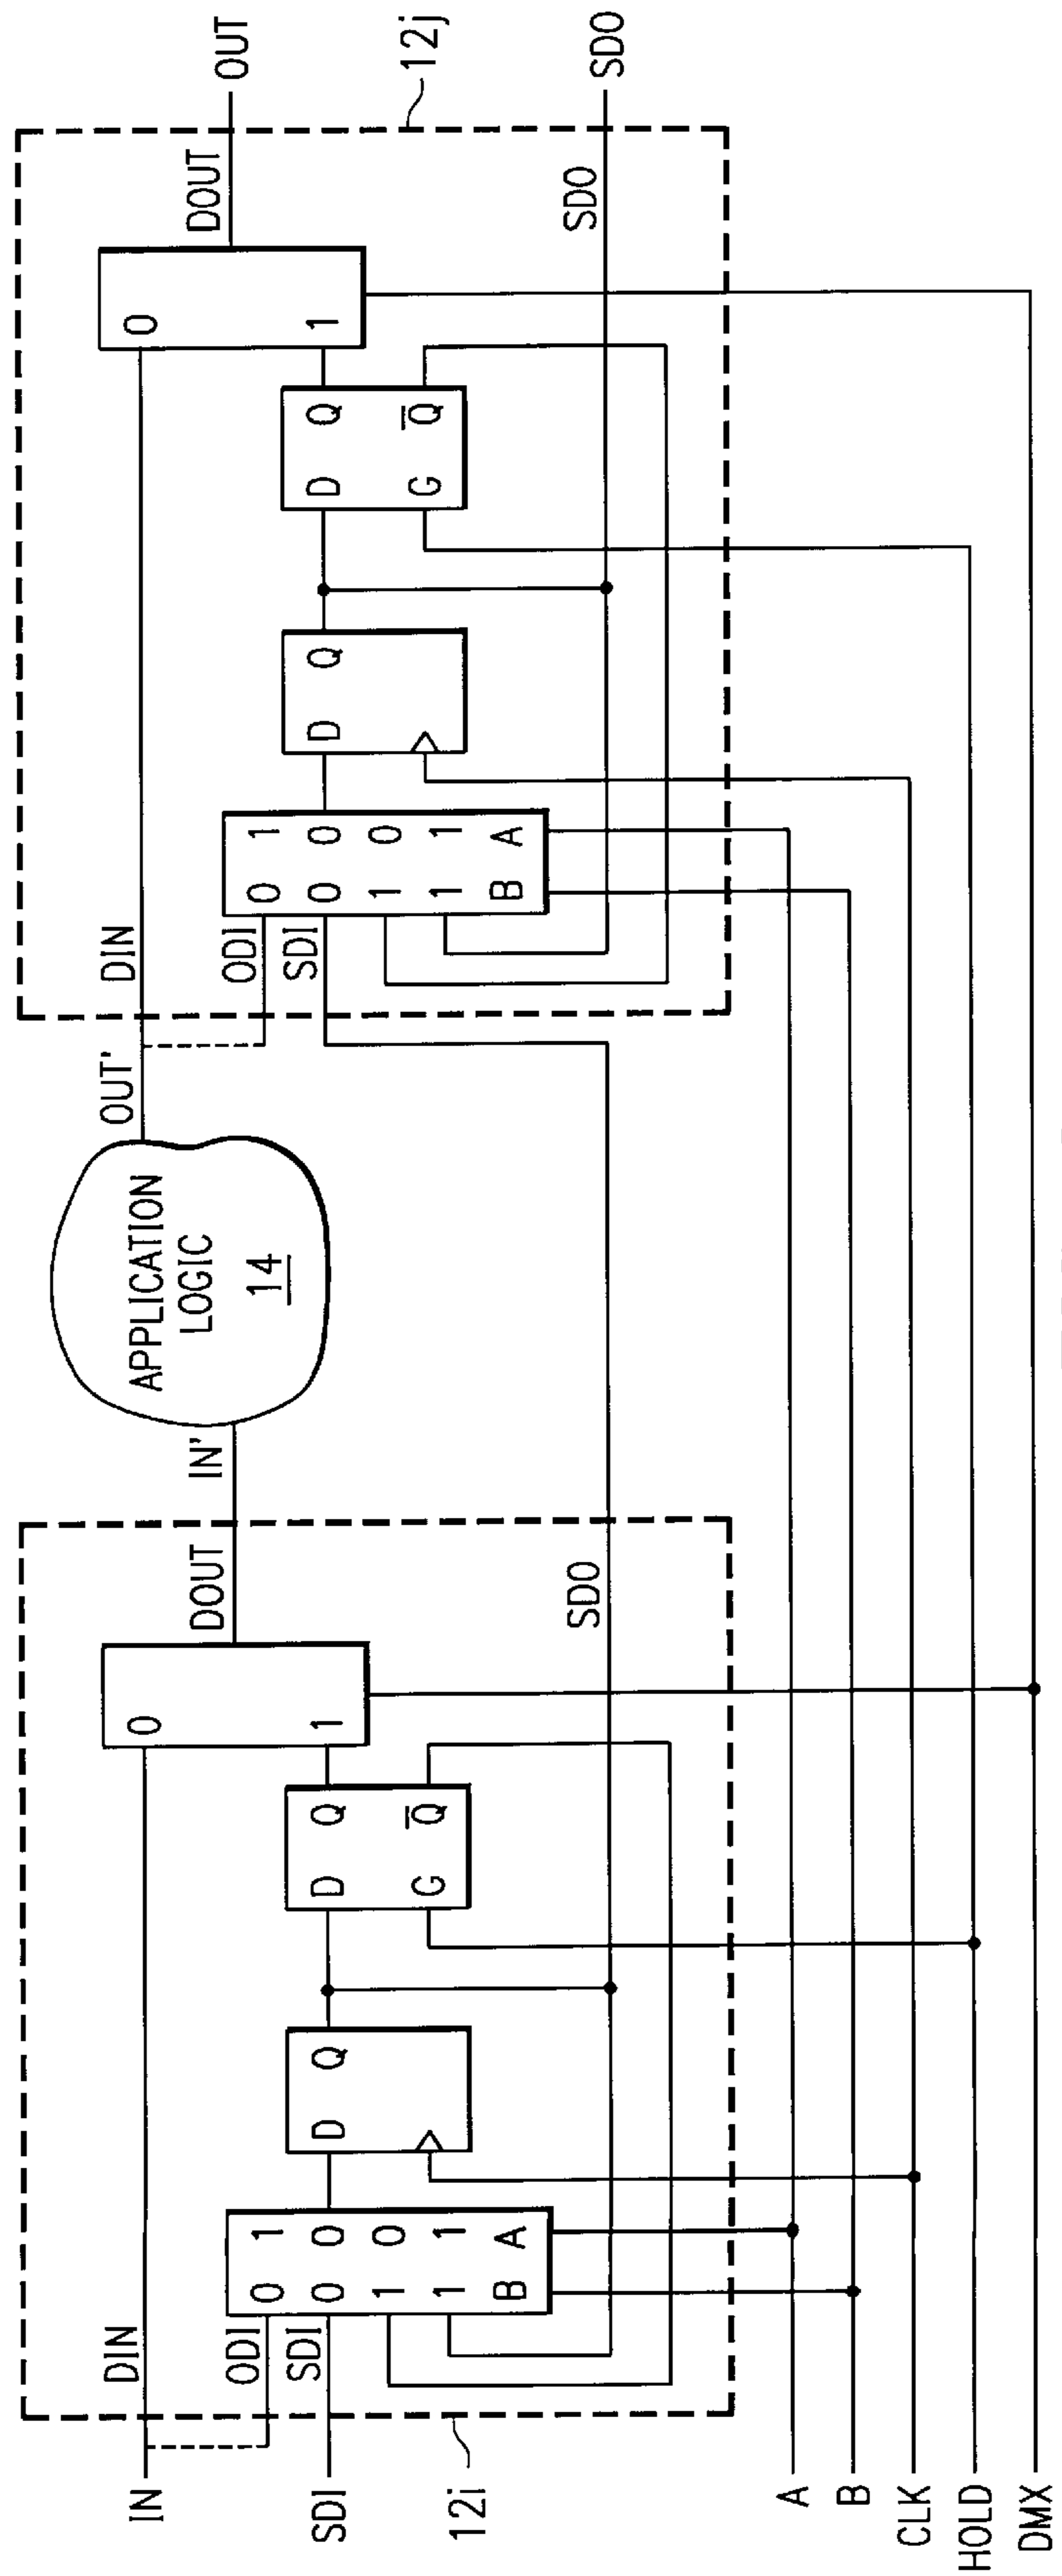 IN
DIN
ODI
SDI
SDI
12i
0 1
0 0
1 0
1 1
B A
D Q
D Q
G Q̅
0
1
DOUT
SDO
IN'
APPLICATION
LOGIC
14
OUT'
DIN
ODI
SDI
0 1
0 0
1 0
1 1
B A
D Q
D Q
G Q̅
0
1
DOUT
OUT
12j
SDO
SDO
A
B
CLK
HOLD
DMX